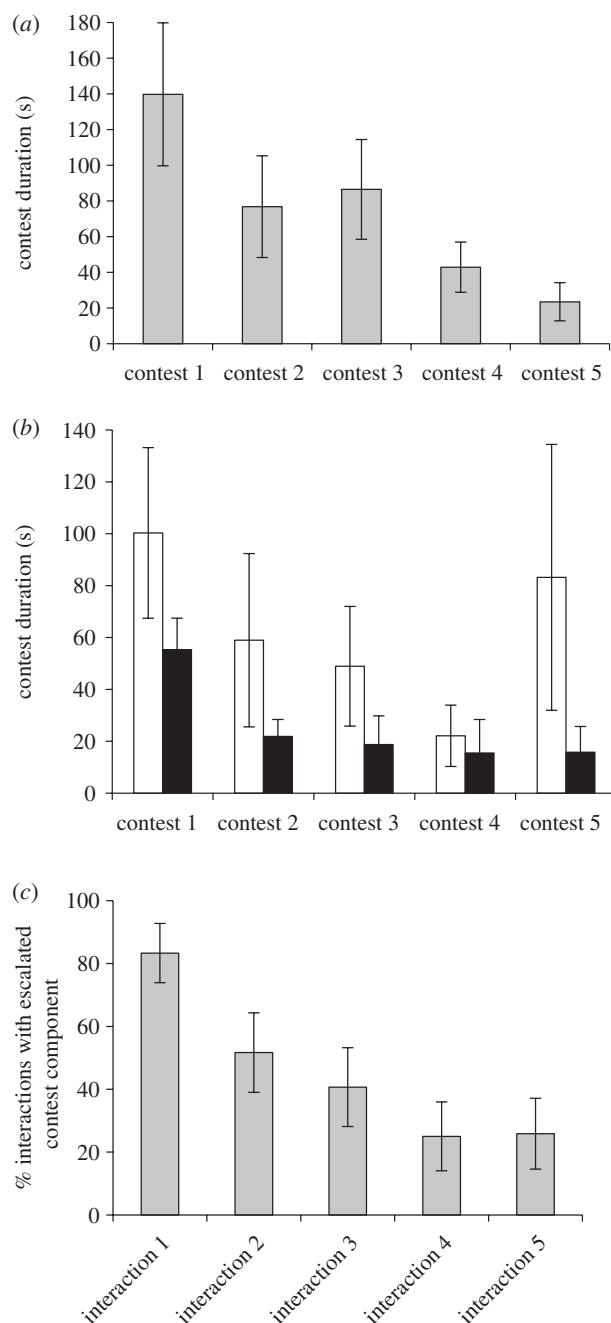 (a)
contest duration (s)
180
160
140
120
100
80
60
40
20
0
contest 1
contest 2
contest 3
contest 4
contest 5
(b)
contest duration (s)
140
120
100
80
60
40
20
0
contest 1
contest 2
contest 3
contest 4
contest 5
(c)
% interactions with escalated
contest component
100
80
60
40
20
0
interaction 1
interaction 2
interaction 3
interaction 4
interaction 5